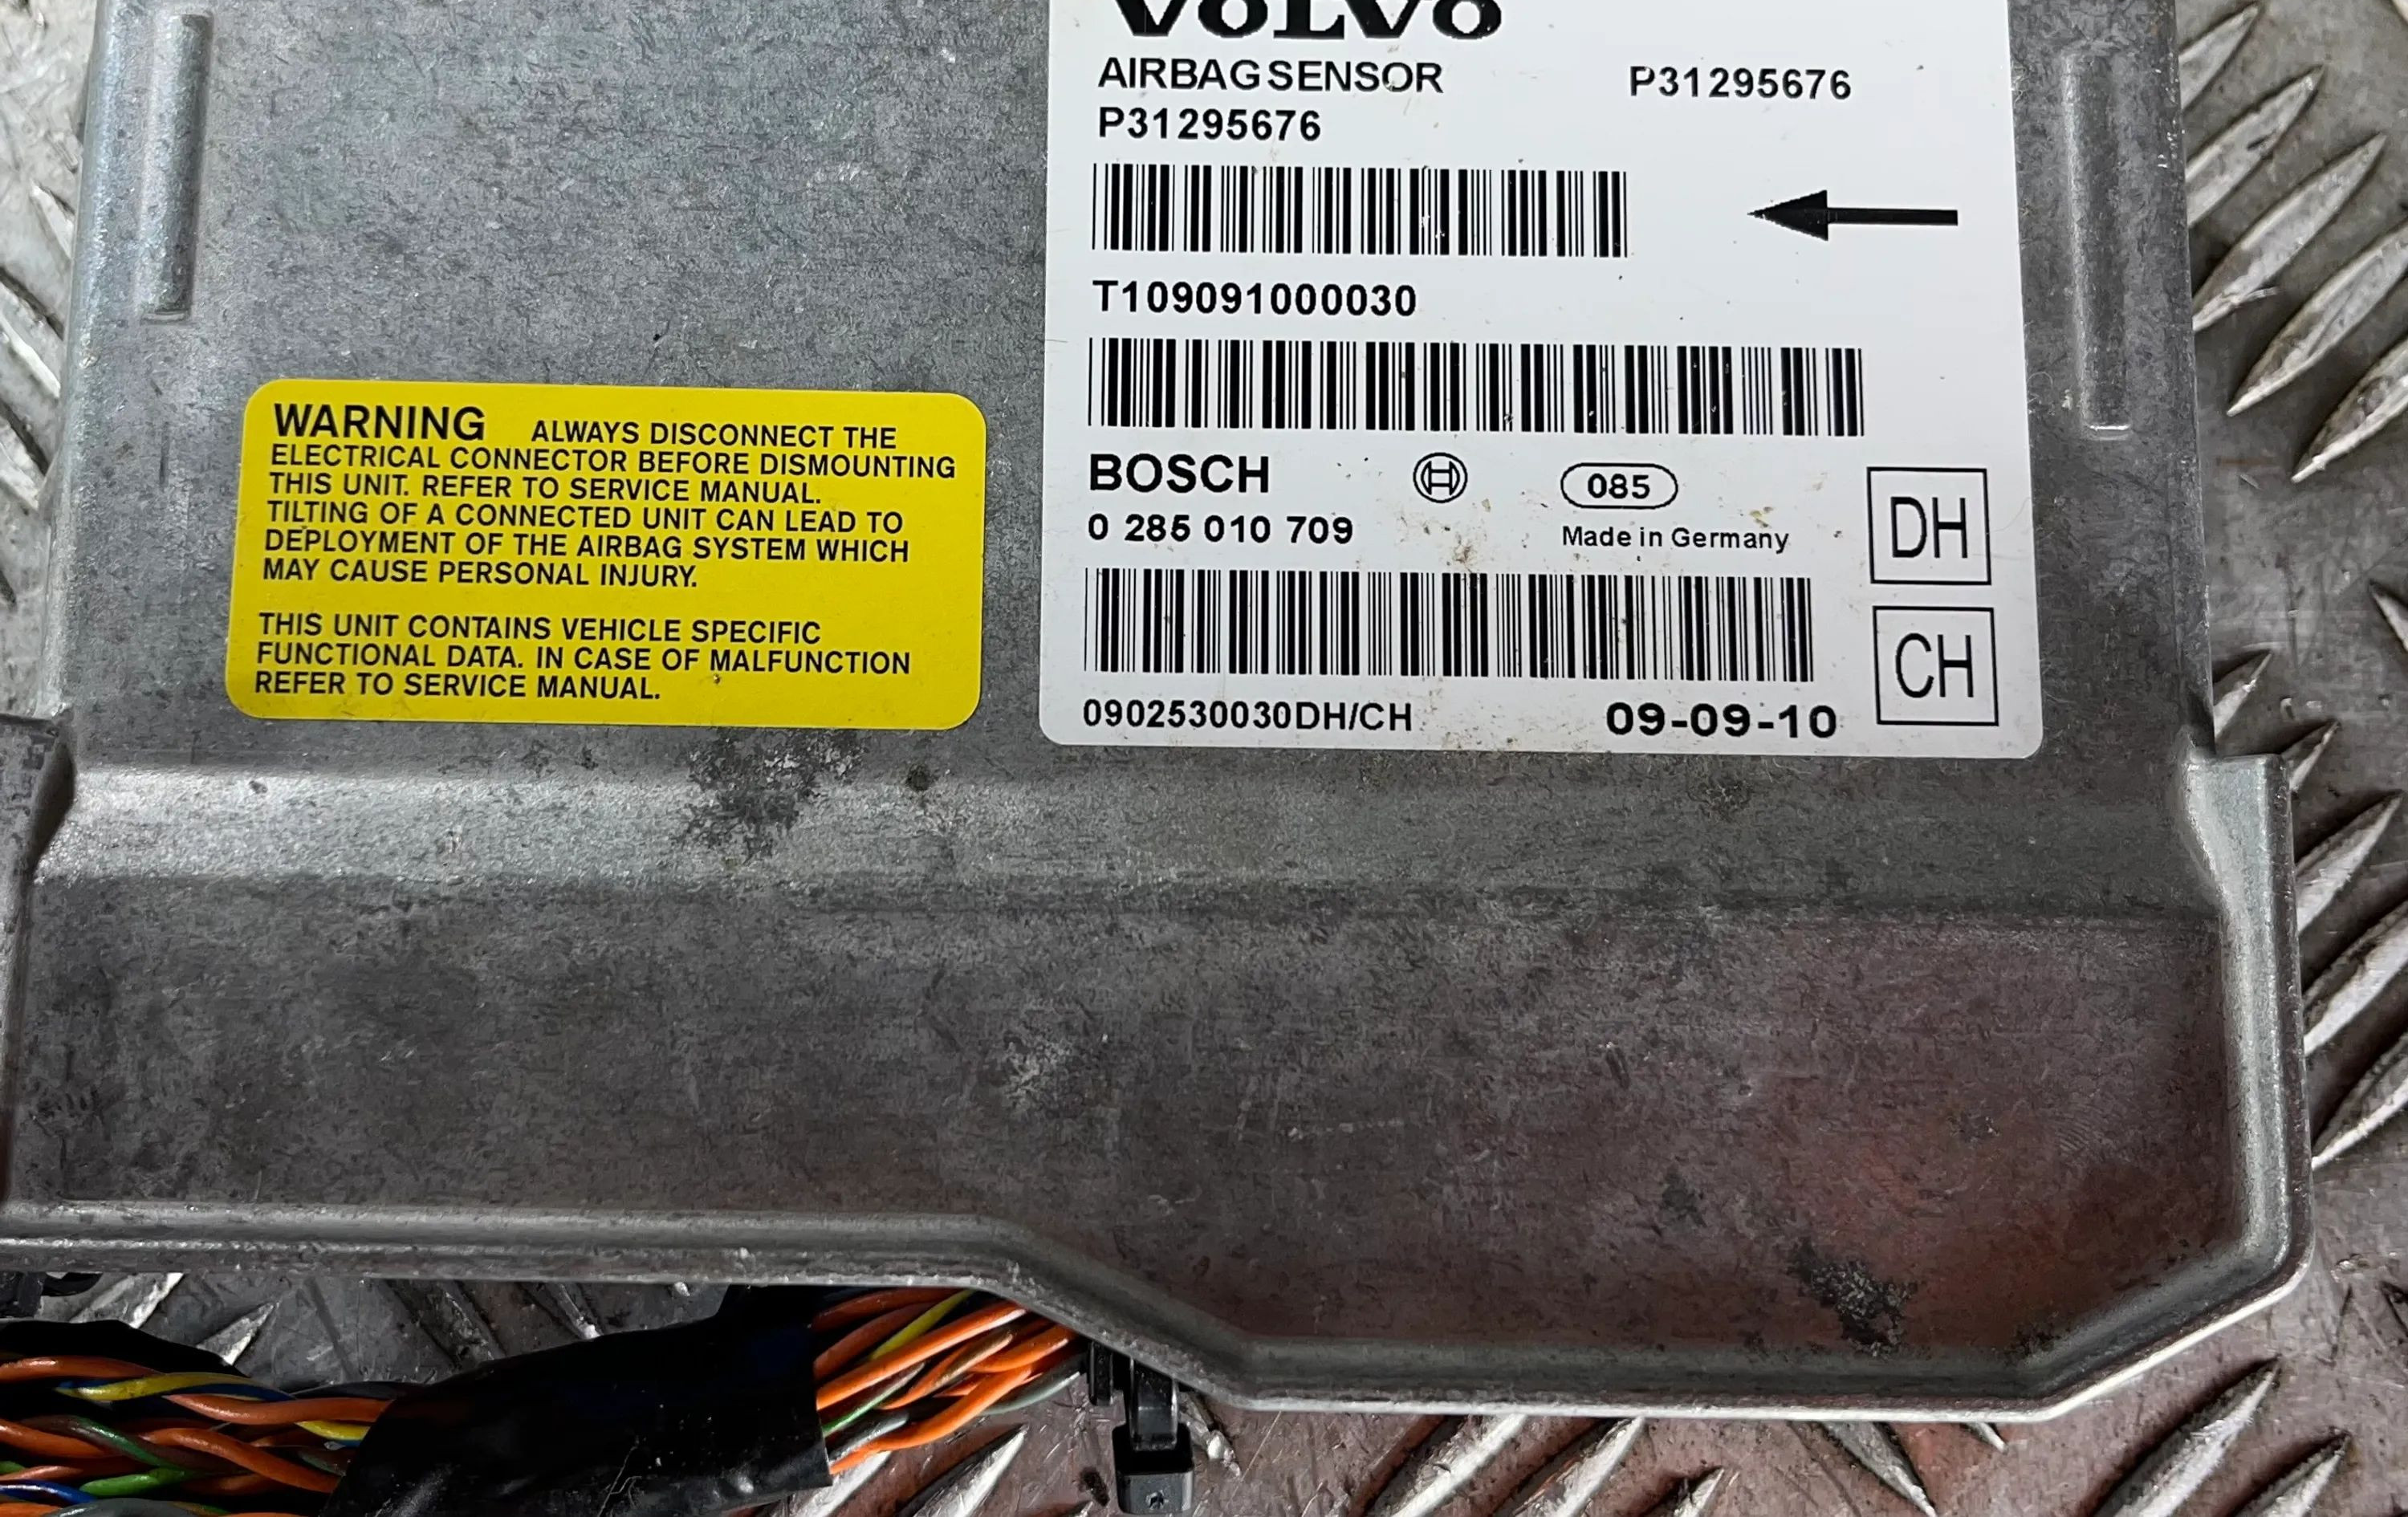 VOLVO
AIRBAG SENSOR P31295676
P31295676
T109091000030
BOSCH 085
0 285 010 709 Made in Germany
DH
CH
0902530030DH/CH 09-09-10
WARNING ALWAYS DISCONNECT THE
ELECTRICAL CONNECTOR BEFORE DISMOUNTING
THIS UNIT. REFER TO SERVICE MANUAL.
TILTING OF A CONNECTED UNIT CAN LEAD TO
DEPLOYMENT OF THE AIRBAG SYSTEM WHICH
MAY CAUSE PERSONAL INJURY.
THIS UNIT CONTAINS VEHICLE SPECIFIC
FUNCTIONAL DATA. IN CASE OF MALFUNCTION
REFER TO SERVICE MANUAL.